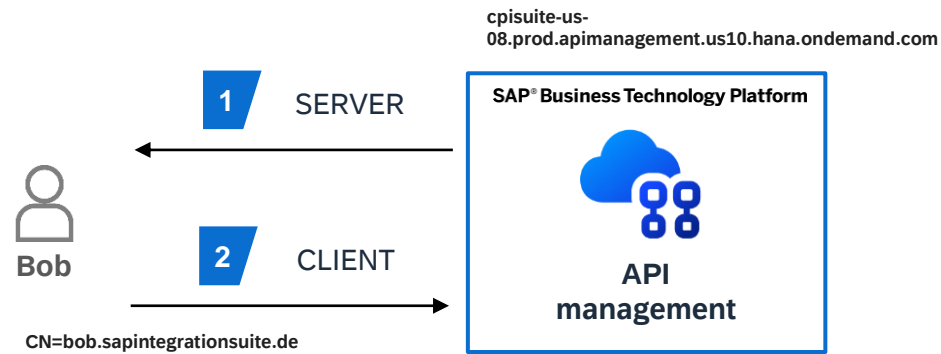 cpisuite-us-
08.prod.apimanagement.us10.hana.ondemand.com
1
SERVER
SAP® Business Technology Platform
Bob
2
CLIENT
API
management
CN=bob.sapintegrationsuite.de